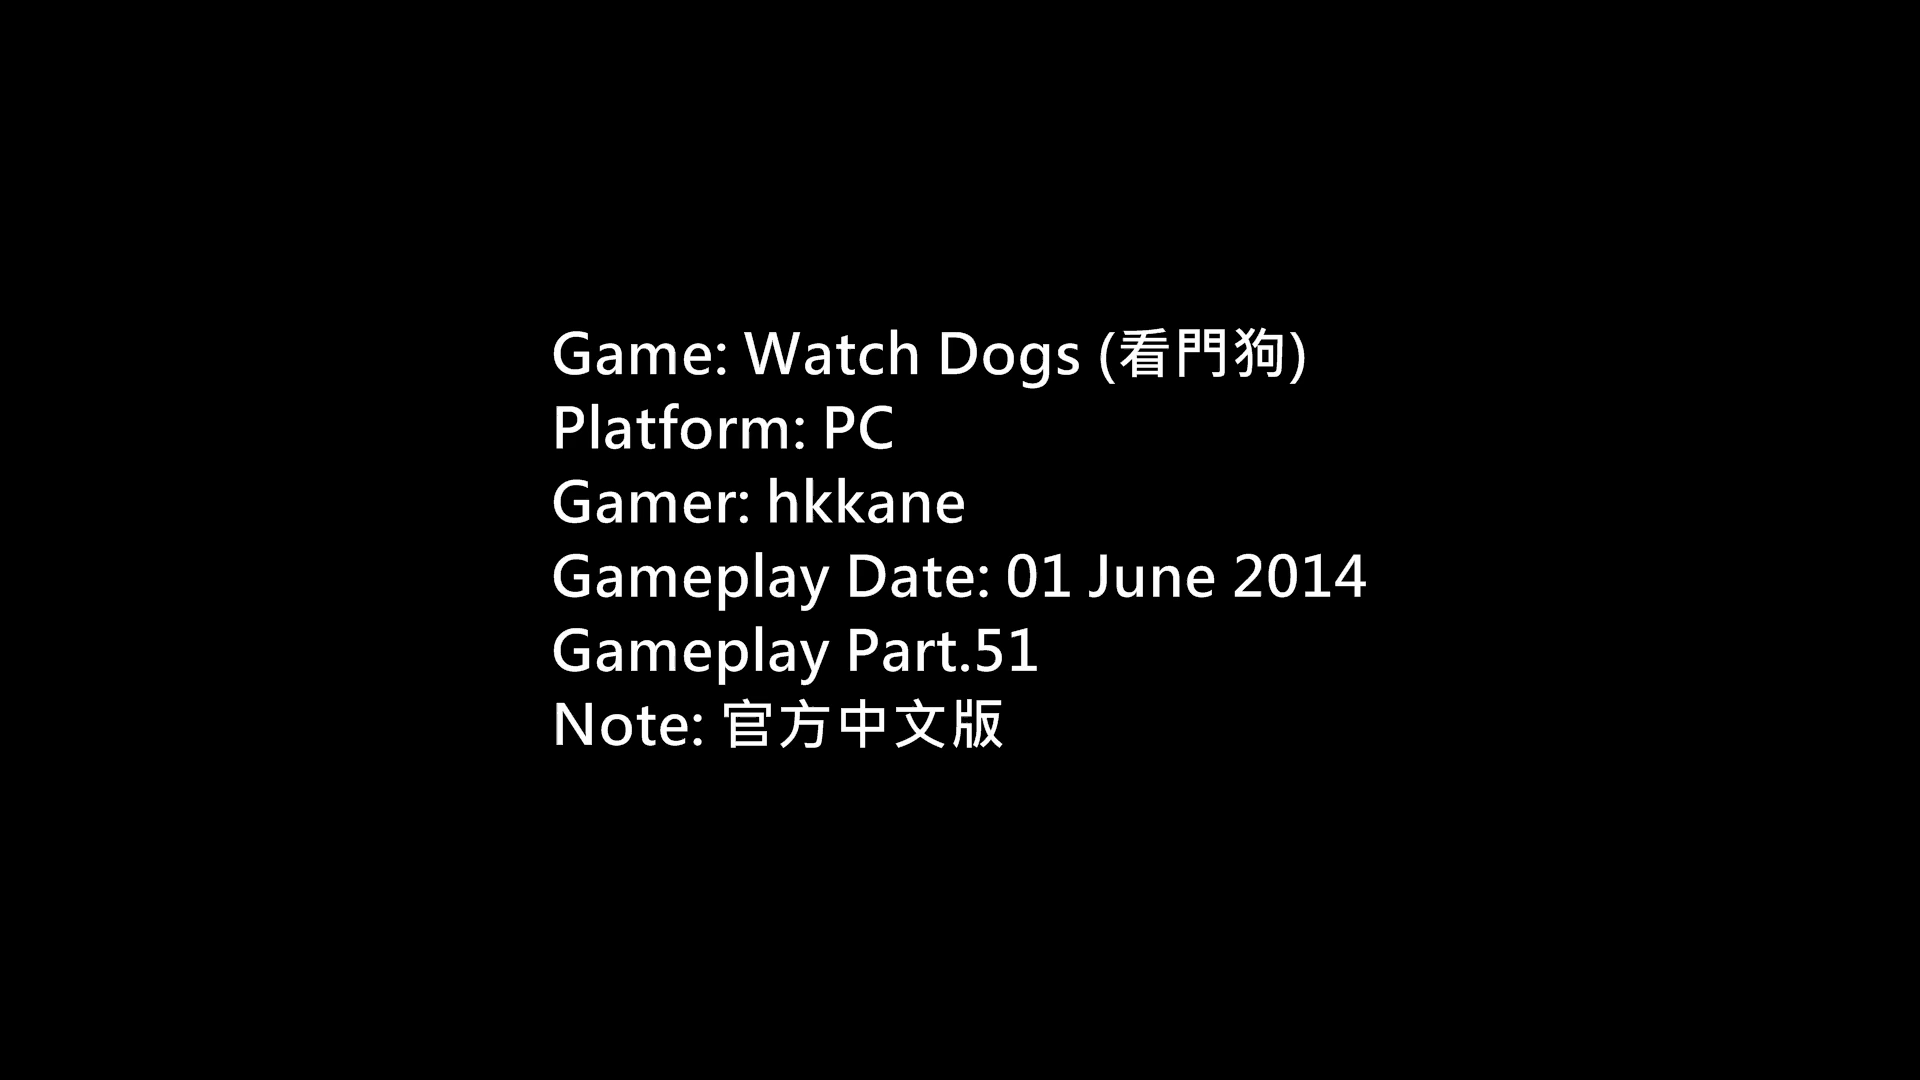 Game: Watch Dogs (看門狗)
Platform: PC
Gamer: hkkane
Gameplay Date: 01 June 2014
Gameplay Part.51
Note: 官方中文版